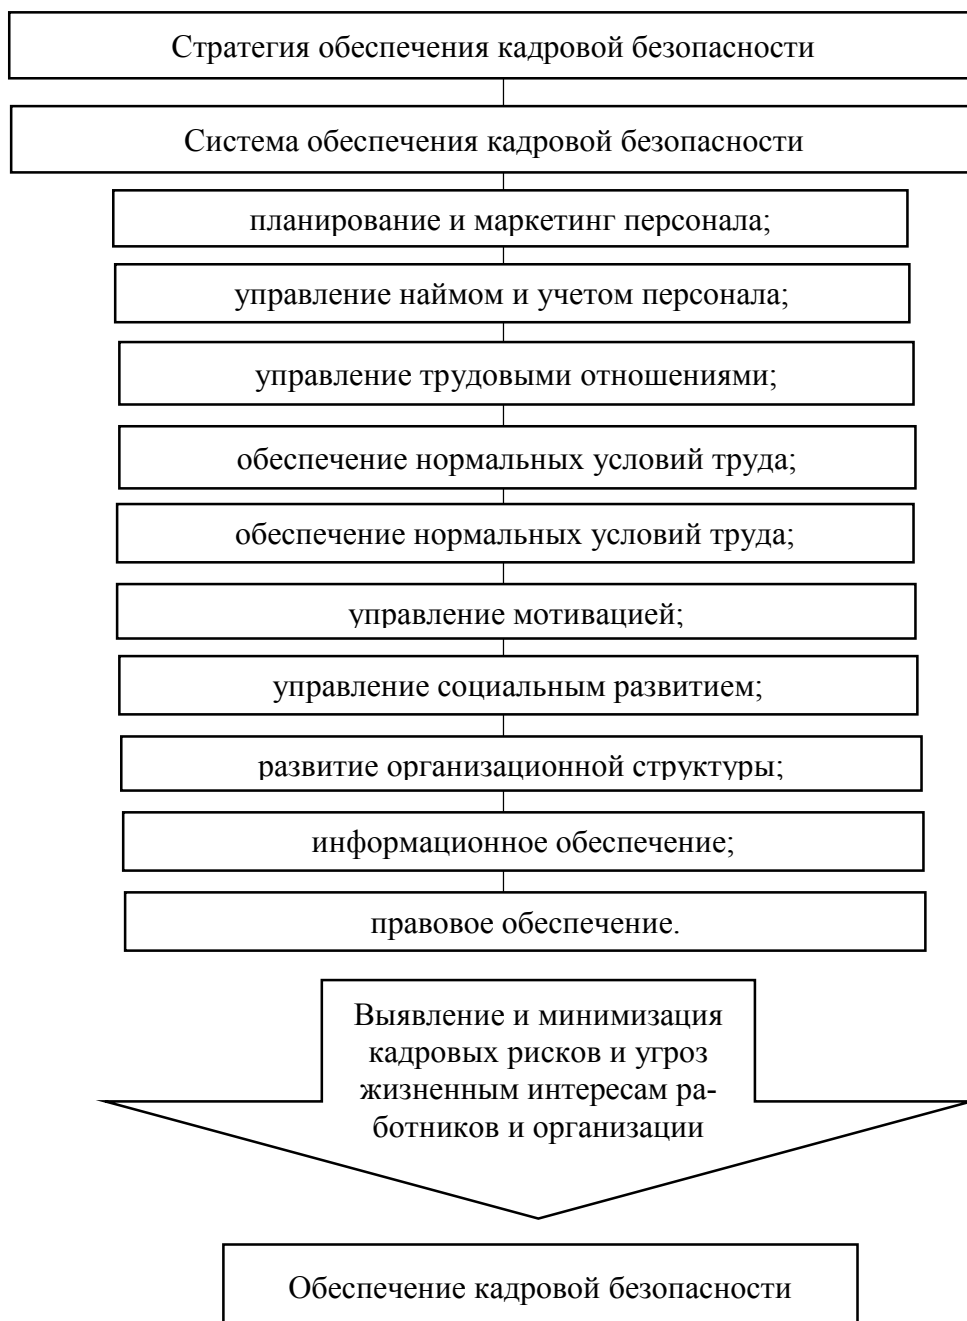 Стратегия обеспечения кадровой безопасности
Система обеспечения кадровой безопасности
планирование и маркетинг персонала;
управление наймом и учетом персонала;
управление трудовыми отношениями;
обеспечение нормальных условий труда;
обеспечение нормальных условий труда;
управление мотивацией;
управление социальным развитием;
развитие организационной структуры;
информационное обеспечение;
правовое обеспечение.
Выявление и минимизация
кадровых рисков и угроз
жизненным интересам ра-
ботников и организации
Обеспечение кадровой безопасности